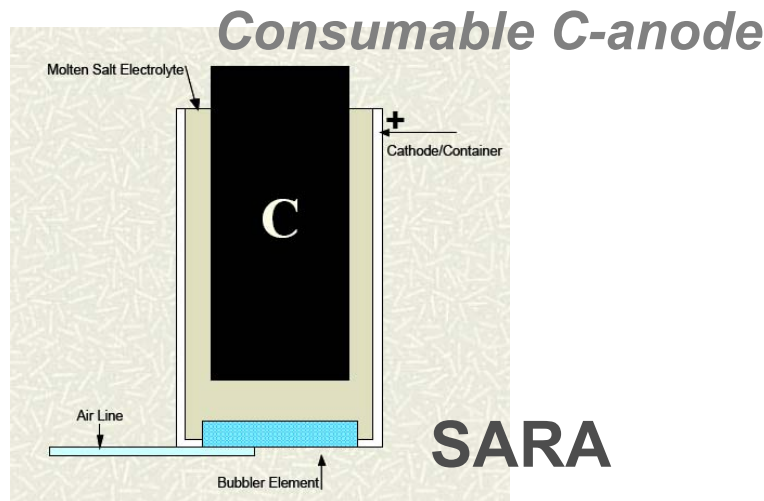 Consumable C-anode
Molten Salt Electrolyte
+
Cathode/Container
C
Air Line
SARA
Bubbler Element